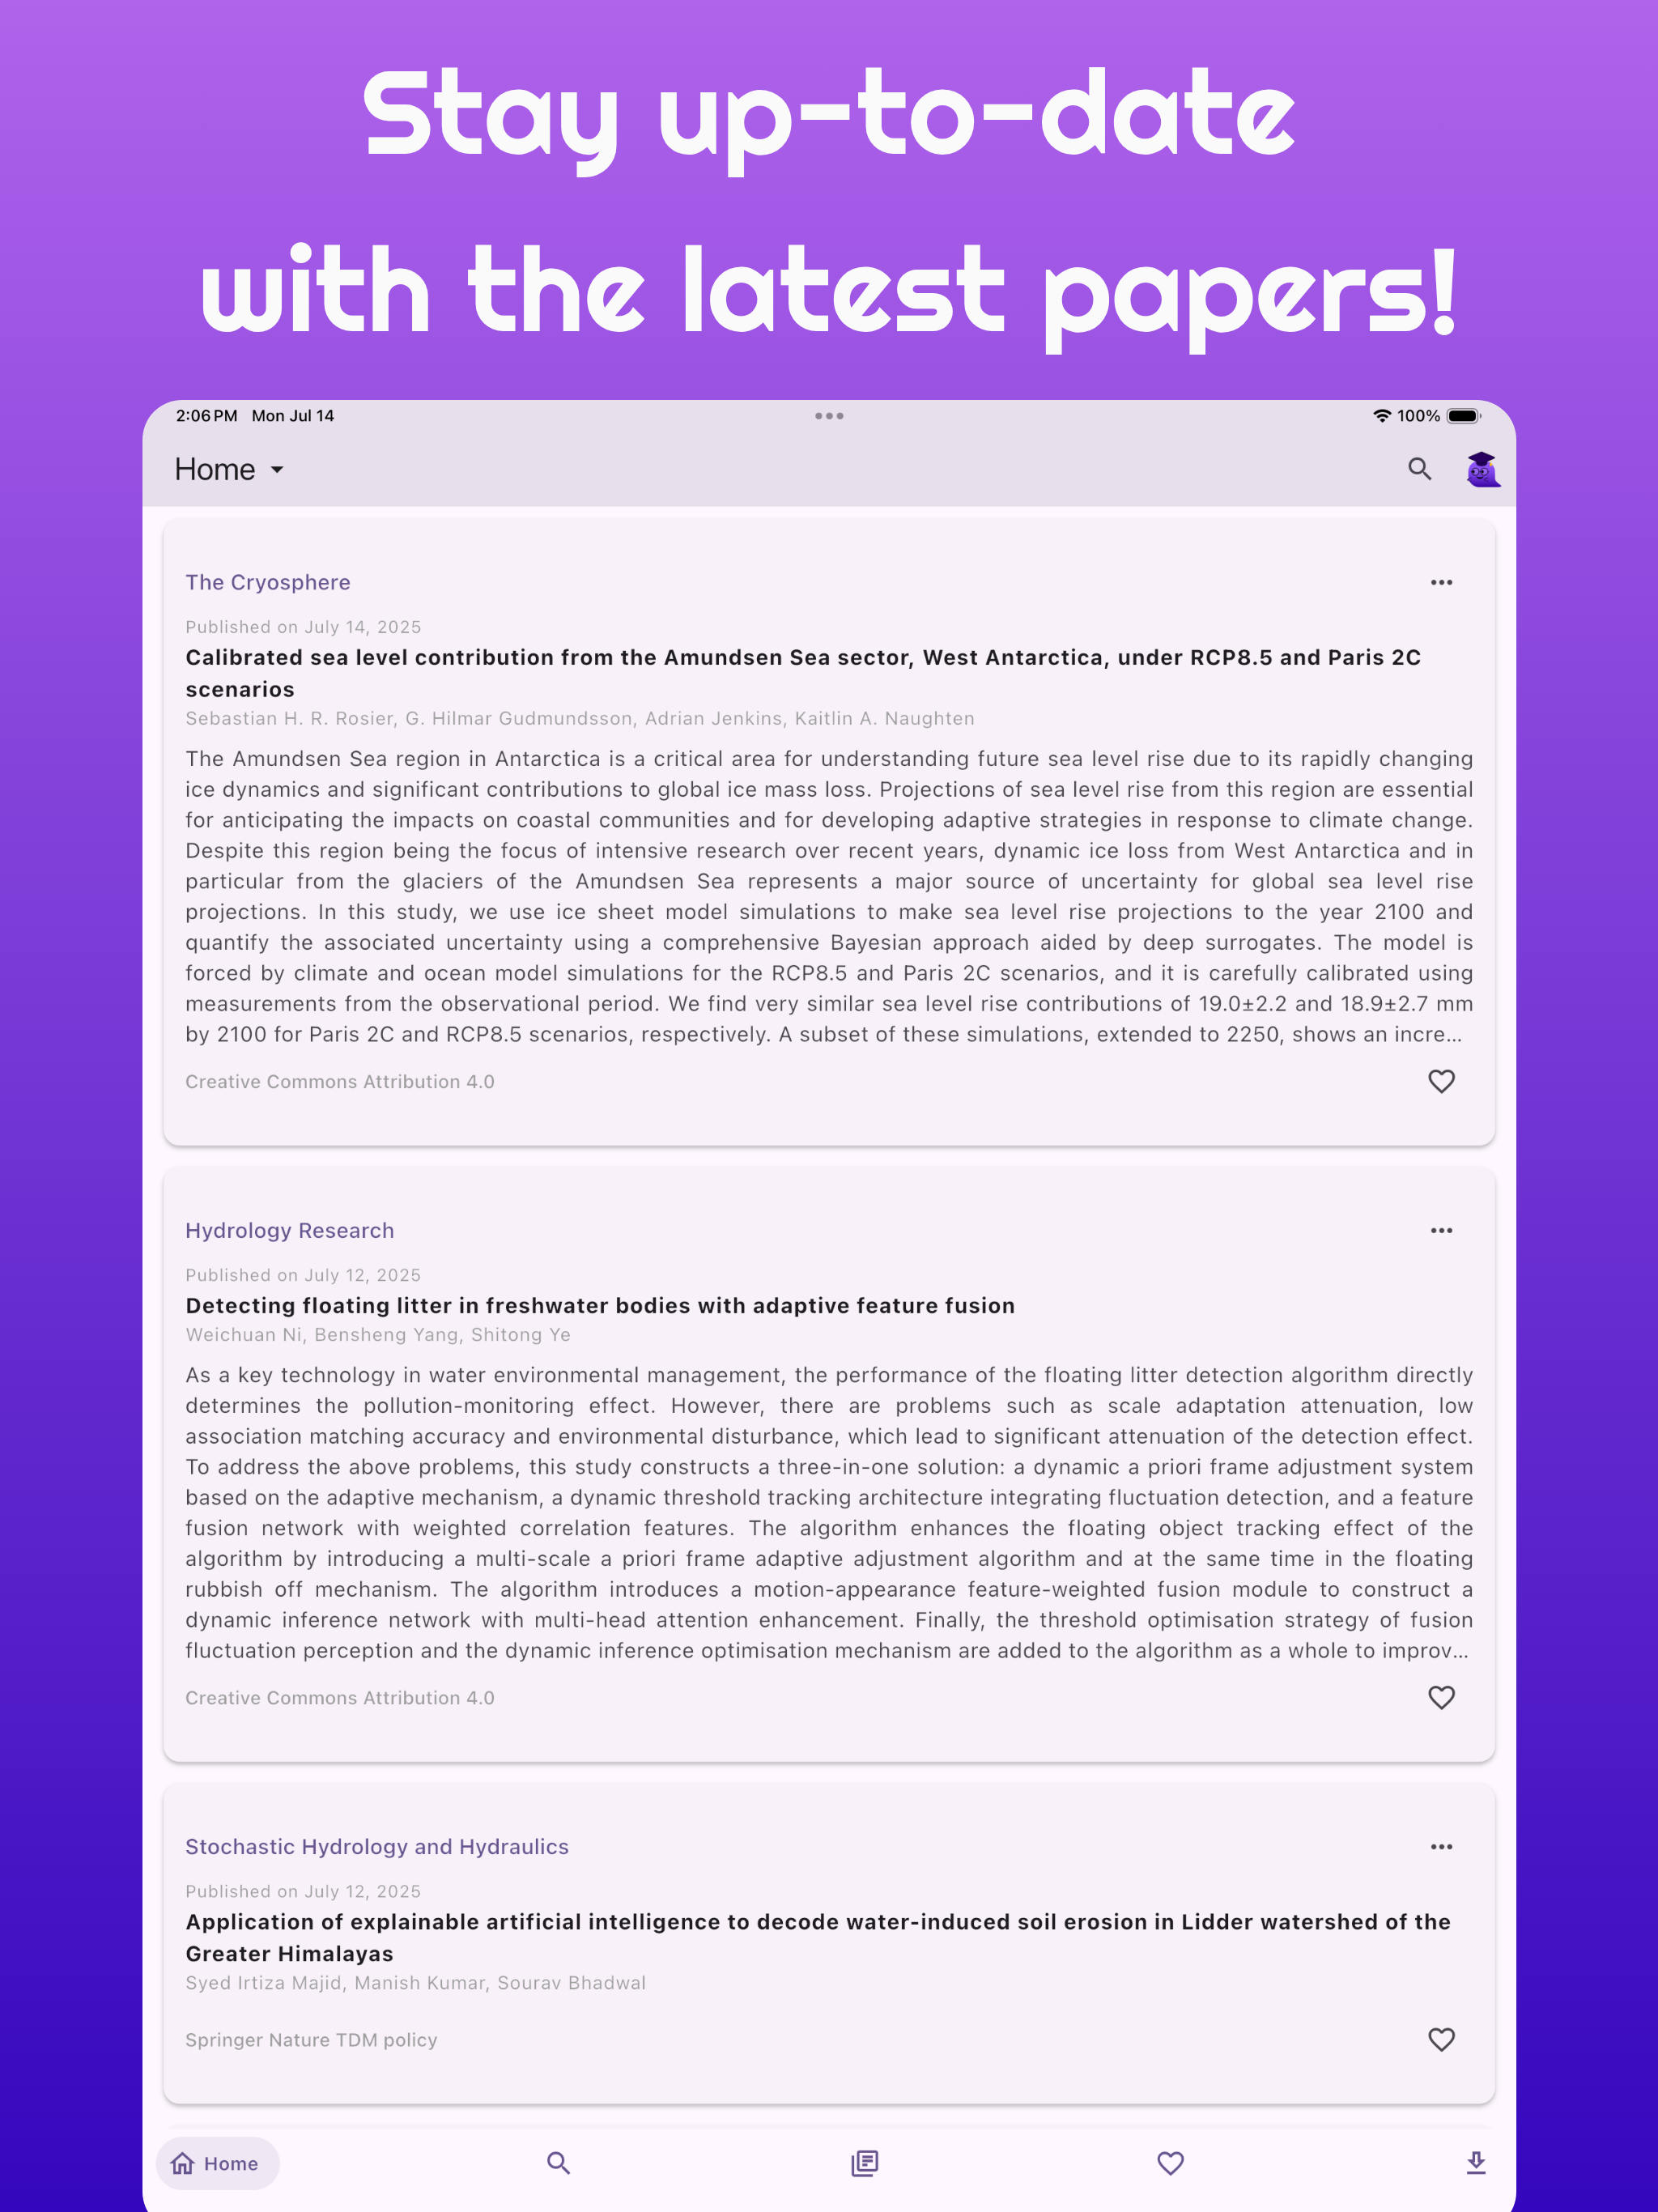 Stay up-to-date
with the latest papers!
2:06 PM Mon Jul 14
100%
Home
The Cryosphere
Published on July 14, 2025
Calibrated sea level contribution from the Amundsen Sea sector, West Antarctica, under RCP8.5 and Paris 2C
scenarios
Sebastian H. R. Rosier, G. Hilmar Gudmundsson, Adrian Jenkins, Kaitlin A. Naughten
The Amundsen Sea region in Antarctica is a critical area for understanding future sea level rise due to its rapidly changing
ice dynamics and significant contributions to global ice mass loss. Projections of sea level rise from this region are essential
for anticipating the impacts on coastal communities and for developing adaptive strategies in response to climate change.
Despite this region being the focus of intensive research over recent years, dynamic ice loss from West Antarctica and in
particular from the glaciers of the Amundsen Sea represents a major source of uncertainty for global sea level rise
projections. In this study, we use ice sheet model simulations to make sea level rise projections to the year 2100 and
quantify the associated uncertainty using a comprehensive Bayesian approach aided by deep surrogates. The model is
forced by climate and ocean model simulations for the RCP8.5 and Paris 2C scenarios, and it is carefully calibrated using
measurements from the observational period. We find very similar sea level rise contributions of 19.0±2.2 and 18.9±2.7 mm
by 2100 for Paris 2C and RCP8.5 scenarios, respectively. A subset of these simulations, extended to 2250, shows an incre...
Creative Commons Attribution 4.0
Hydrology Research
Published on July 12, 2025
Detecting floating litter in freshwater bodies with adaptive feature fusion
Weichuan Ni, Bensheng Yang, Shitong Ye
As a key technology in water environmental management, the performance of the floating litter detection algorithm directly
determines the pollution-monitoring effect. However, there are problems such as scale adaptation attenuation, low
association matching accuracy and environmental disturbance, which lead to significant attenuation of the detection effect.
To address the above problems, this study constructs a three-in-one solution: a dynamic a priori frame adjustment system
based on the adaptive mechanism, a dynamic threshold tracking architecture integrating fluctuation detection, and a feature
fusion network with weighted correlation features. The algorithm enhances the floating object tracking effect of the
algorithm by introducing a multi-scale a priori frame adaptive adjustment algorithm and at the same time in the floating
rubbish off mechanism. The algorithm introduces a motion-appearance feature-weighted fusion module to construct a
dynamic inference network with multi-head attention enhancement. Finally, the threshold optimisation strategy of fusion
fluctuation perception and the dynamic inference optimisation mechanism are added to the algorithm as a whole to improv...
Creative Commons Attribution 4.0
Stochastic Hydrology and Hydraulics
Published on July 12, 2025
Application of explainable artificial intelligence to decode water-induced soil erosion in Lidder watershed of the
Greater Himalayas
Syed Irtiza Majid, Manish Kumar, Sourav Bhadwal
Springer Nature TDM policy
Home